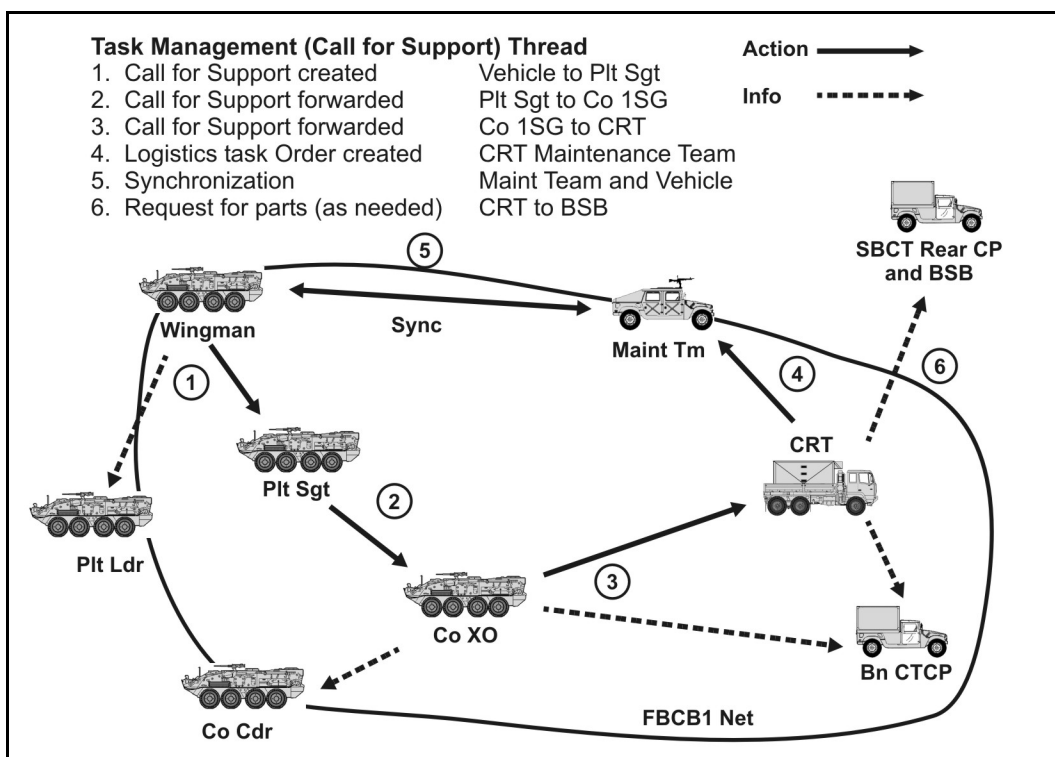 Task Management (Call for Support) Thread
1. Call for Support created Vehicle to Plt Sgt
2. Call for Support forwarded Plt Sgt to Co 1SG
3. Call for Support forwarded Co 1SG to CRT
4. Logistics task Order created CRT Maintenance Team
5. Synchronization Maint Team and Vehicle
6. Request for parts (as needed) CRT to BSB
Action
Info
SBCT Rear CP
and BSB
5
Wingman
Sync
Maint Tm
6
1
4
CRT
Plt Sgt
2
Plt Ldr
3
Co XO
Bn CTCP
FBCB1 Net
Co Cdr